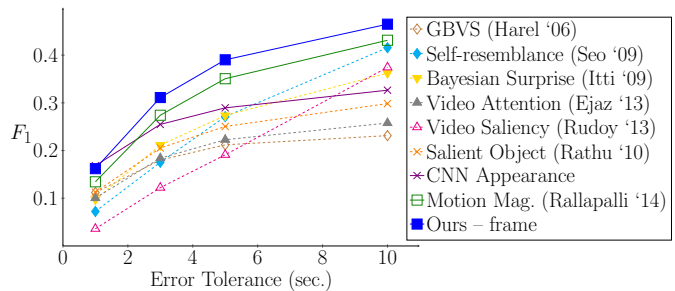 0.4
0.3
0.2
0.1
F1
0 2 4 6 8 10
Error Tolerance (sec.)
GBVS (Harel ‘06)
Self-resemblance (Seo ‘09)
Bayesian Surprise (Itti ‘09)
Video Attention (Ejaz ‘13)
Video Saliency (Rudoy ‘13)
Salient Object (Rathu ‘10)
CNN Appearance
Motion Mag. (Rallapalli ‘14)
Ours – frame